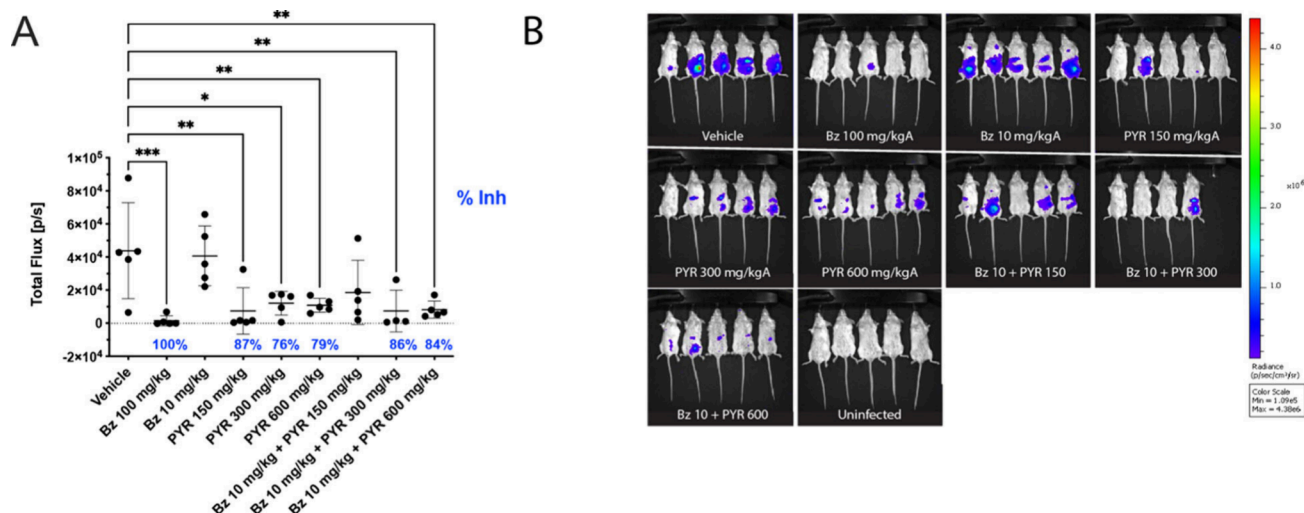 A
**
**
**
*
**
***
1×10⁵
8×10⁴
6×10⁴
4×10⁴
2×10⁴
0
-2×10⁴
Total Flux [p/s]
% Inh
100%
87%
76%
79%
86%
84%
Vehicle
Bz 100 mg/kg
Bz 10 mg/kg
PYR 150 mg/kg
PYR 300 mg/kg
PYR 600 mg/kg
Bz 10 mg/kg + PYR 150 mg/kg
Bz 10 mg/kg + PYR 300 mg/kg
Bz 10 mg/kg + PYR 600 mg/kg
B
Vehicle
Bz 100 mg/kgA
Bz 10 mg/kgA
PYR 150 mg/kgA
PYR 300 mg/kgA
PYR 600 mg/kgA
Bz 10 + PYR 150
Bz 10 + PYR 300
Bz 10 + PYR 600
Uninfected
4.0
3.0
2.0
×10⁶
1.0
Radiance
(p/sec/cm²/sr)
Color Scale
Min = 1.09e5
Max = 4.38e6